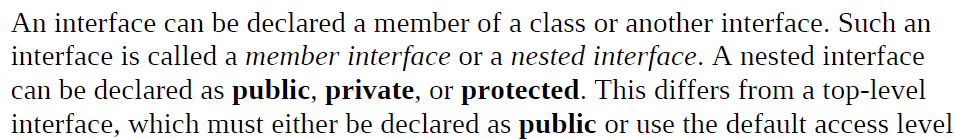 An interface can be declared a member of a class or another interface. Such an
interface is called a member interface or a nested interface. A nested interface
can be declared as public, private, or protected. This differs from a top-level
interface, which must either be declared as public or use the default access level